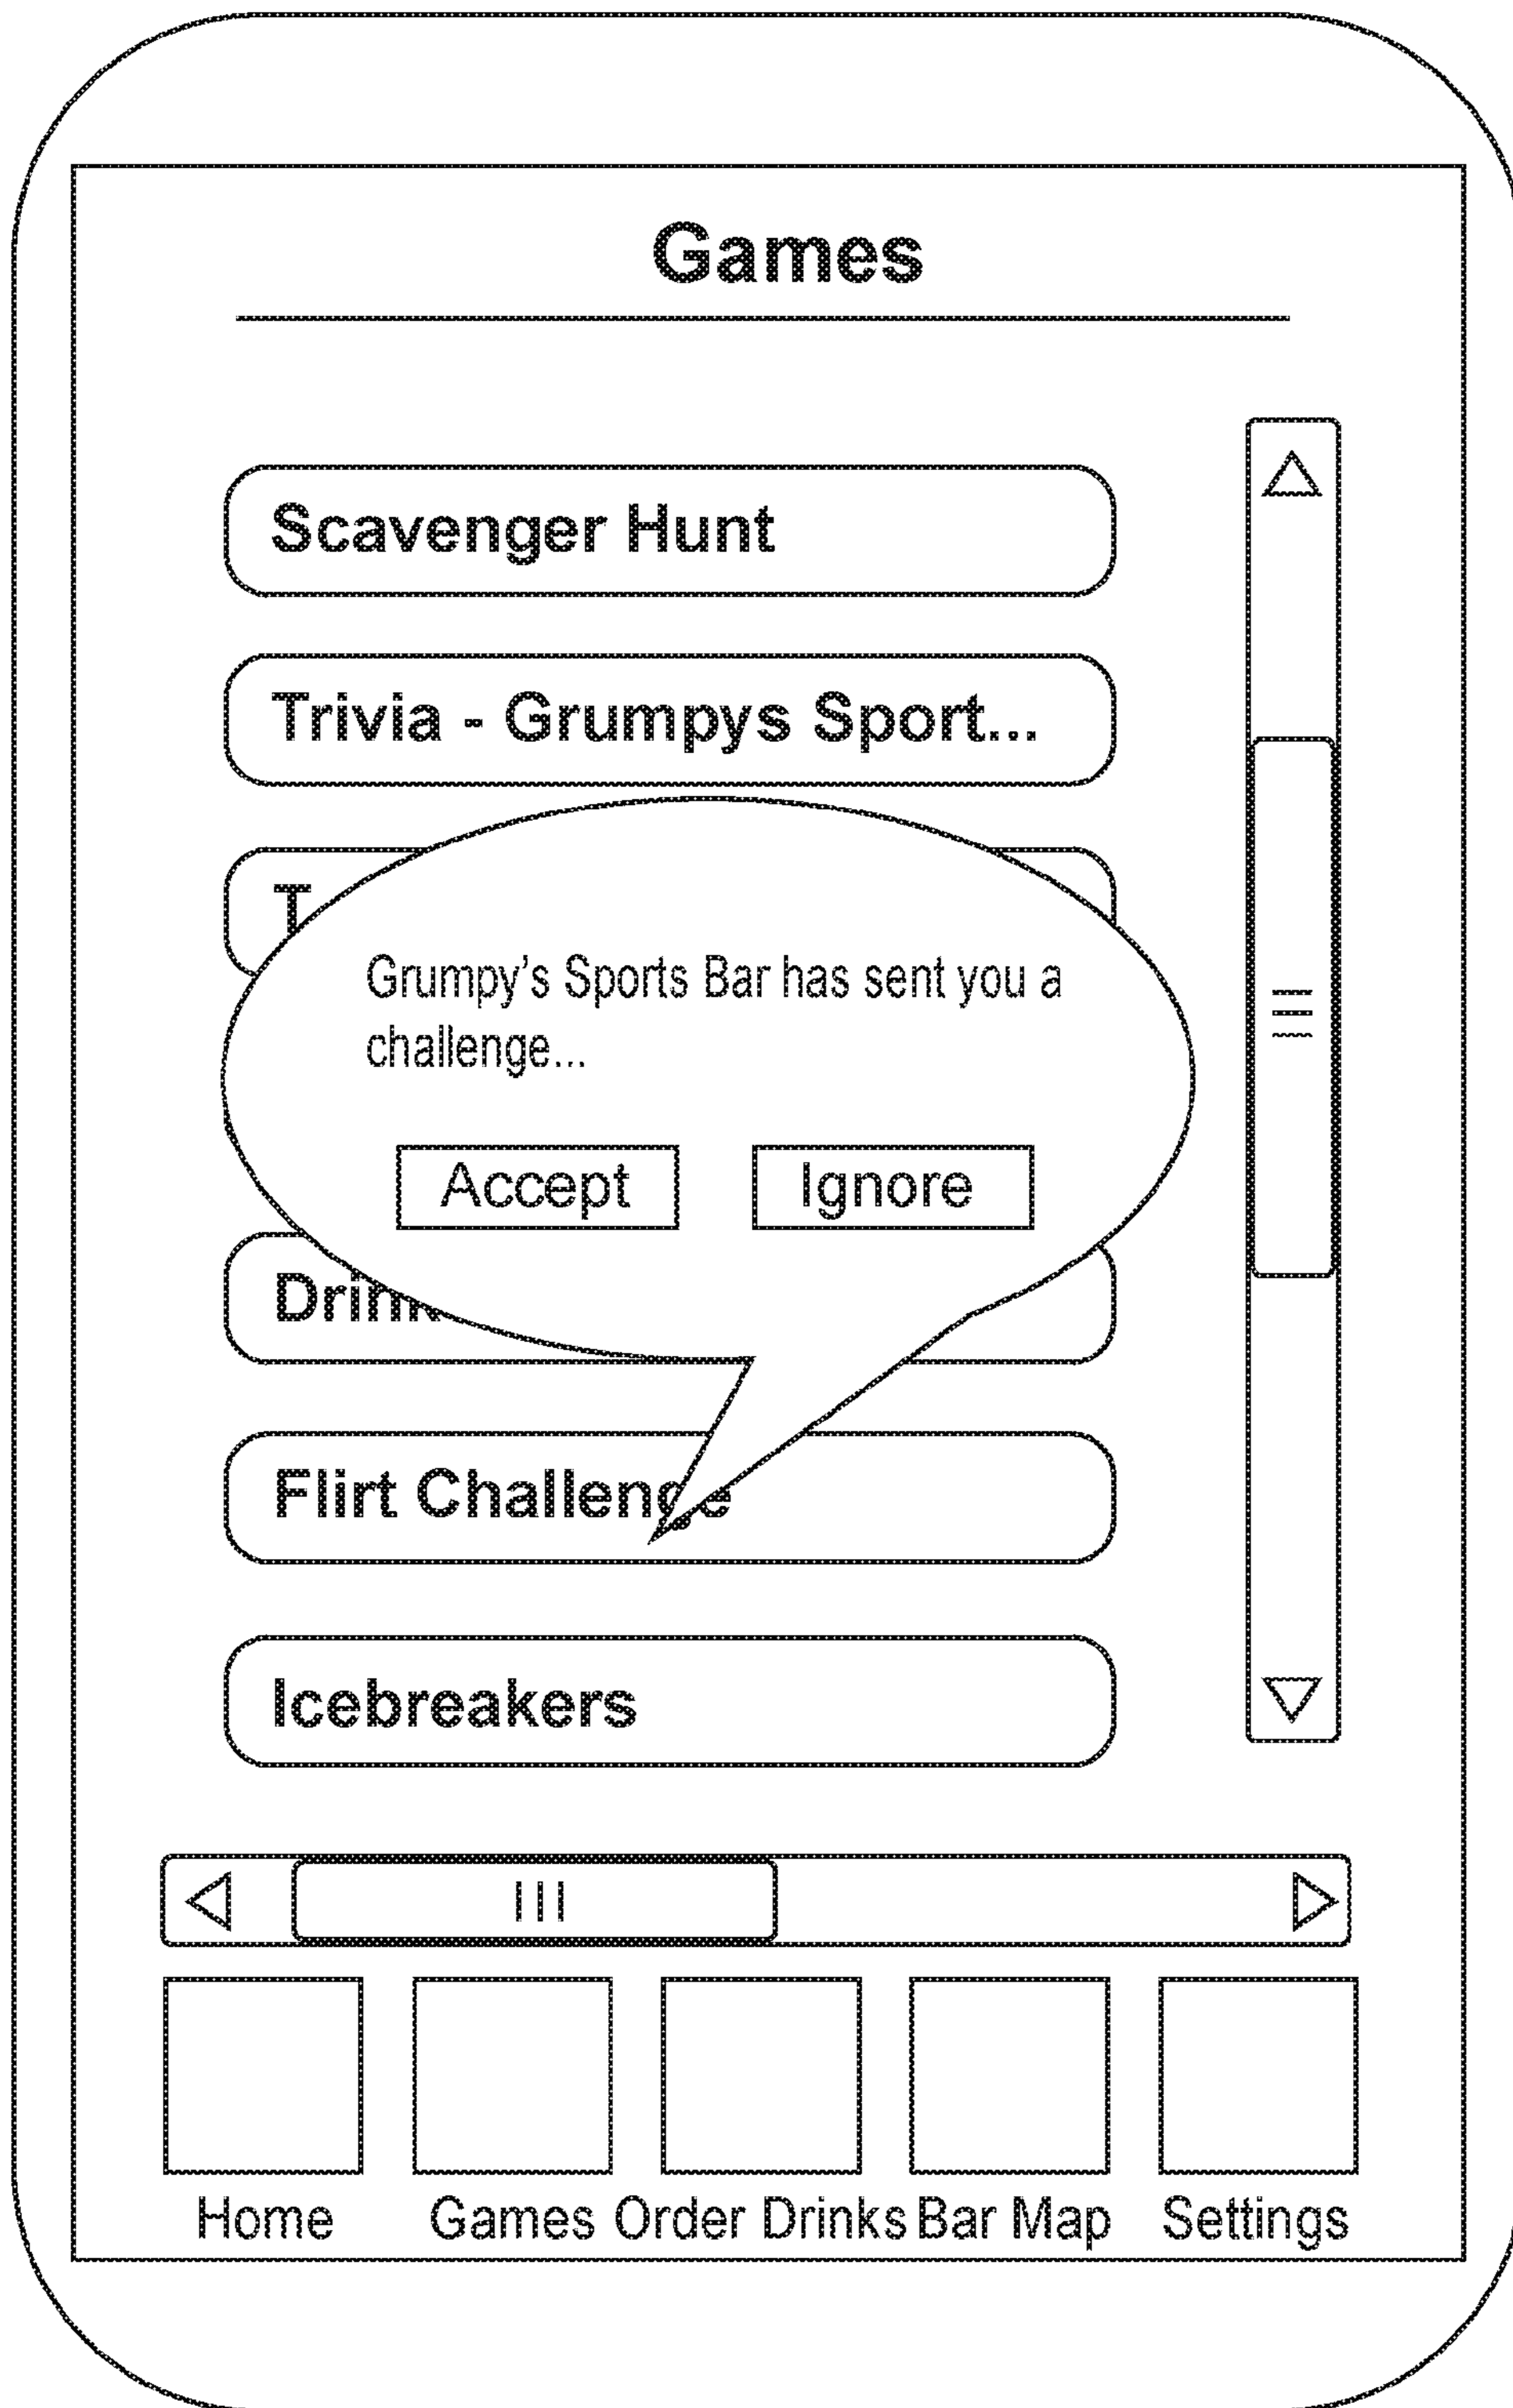 Games
Scavenger Hunt
Trivia - Grumpys Sport...
T
Grumpy's Sports Bar has sent you a
challenge...
Accept
Ignore
Drink
Flirt Challenge
Icebreakers
Home
Games
Order Drinks
Bar Map
Settings